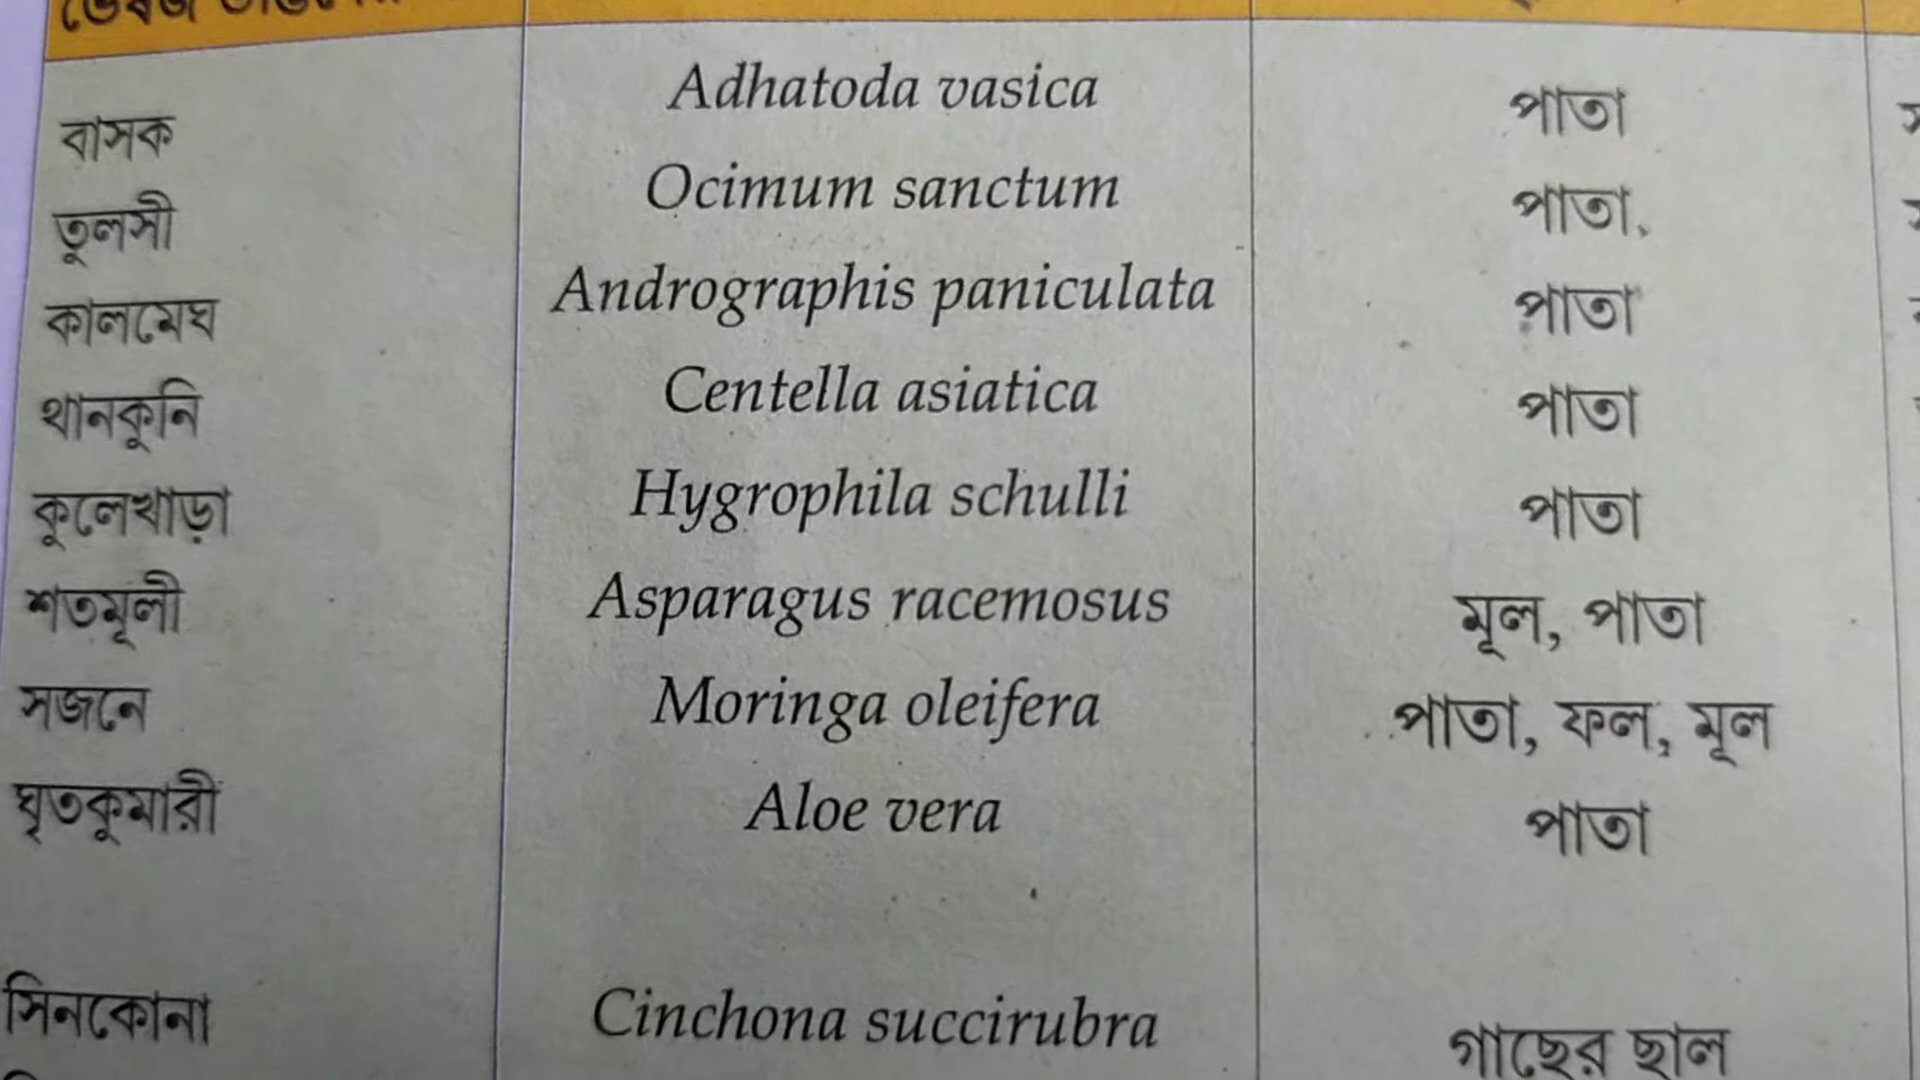 ভেষজ
বাসক Adhatoda vasica পাতা
তুলসী Ocimum sanctum পাতা.
কালমেঘ Andrographis paniculata পাতা
থানকুনি Centella asiatica পাতা
কুলেখাড়া Hygrophila schulli পাতা
শতমূলী Asparagus racemosus মূল, পাতা
সজনে Moringa oleifera পাতা, ফল, মূল
ঘৃতকুমারী Aloe vera পাতা
সিনকোনা Cinchona succirubra গাছের ছাল